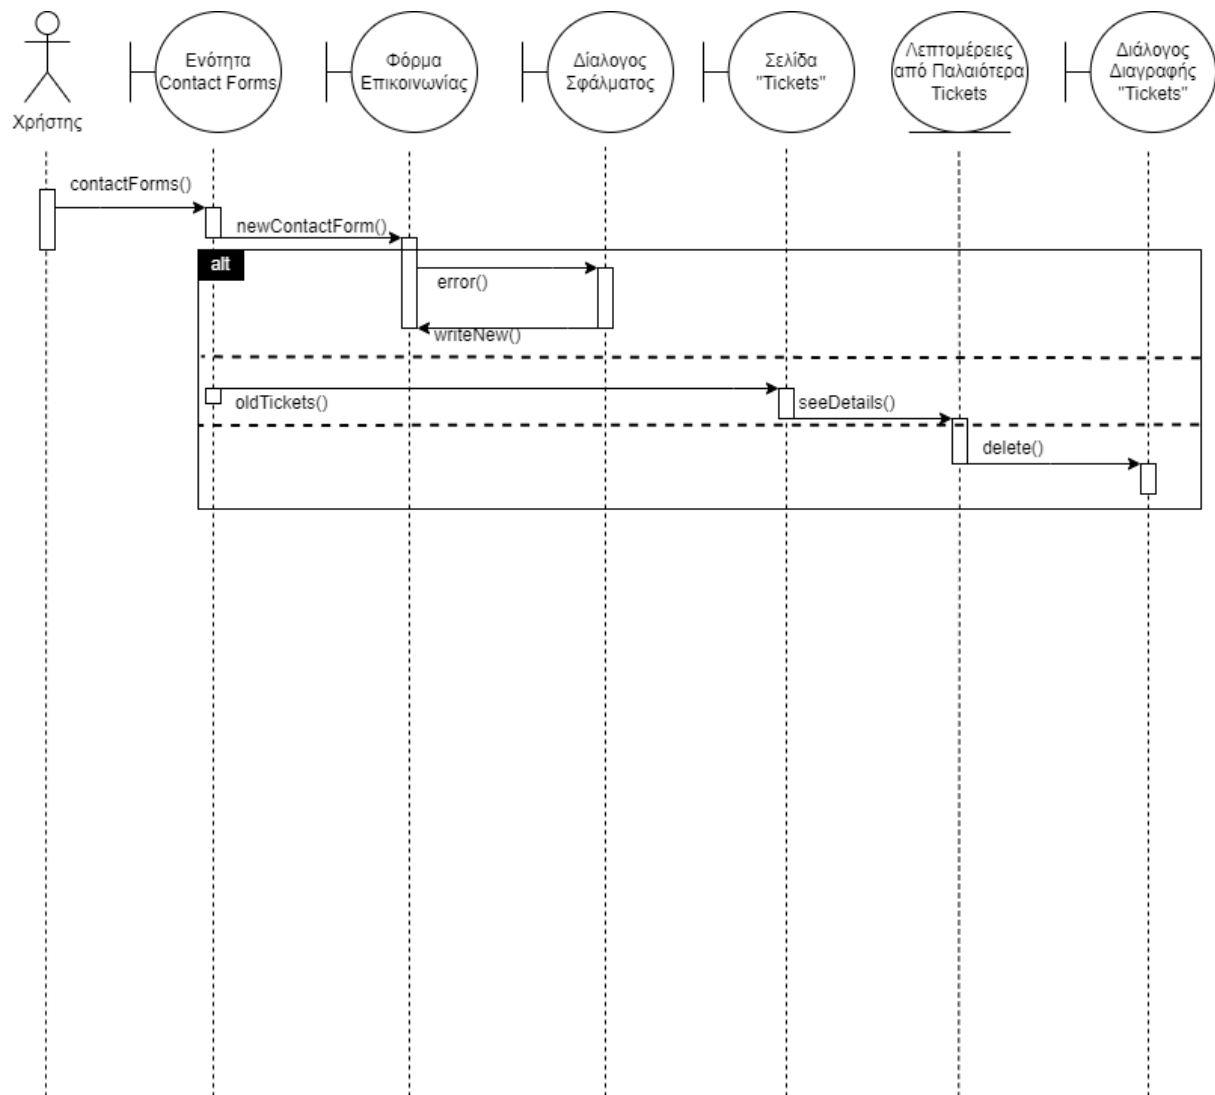 Χρήστης
Ενότητα
Contact Forms
Φόρμα
Επικοινωνίας
Δίαλογος
Σφάλματος
Σελίδα
"Tickets"
Λεπτομέρειες
από Παλαιότερα
Tickets
Διάλογος
Διαγραφής
"Tickets"
contactForms()
newContactForm()
alt
error()
writeNew()
oldTickets()
seeDetails()
delete()